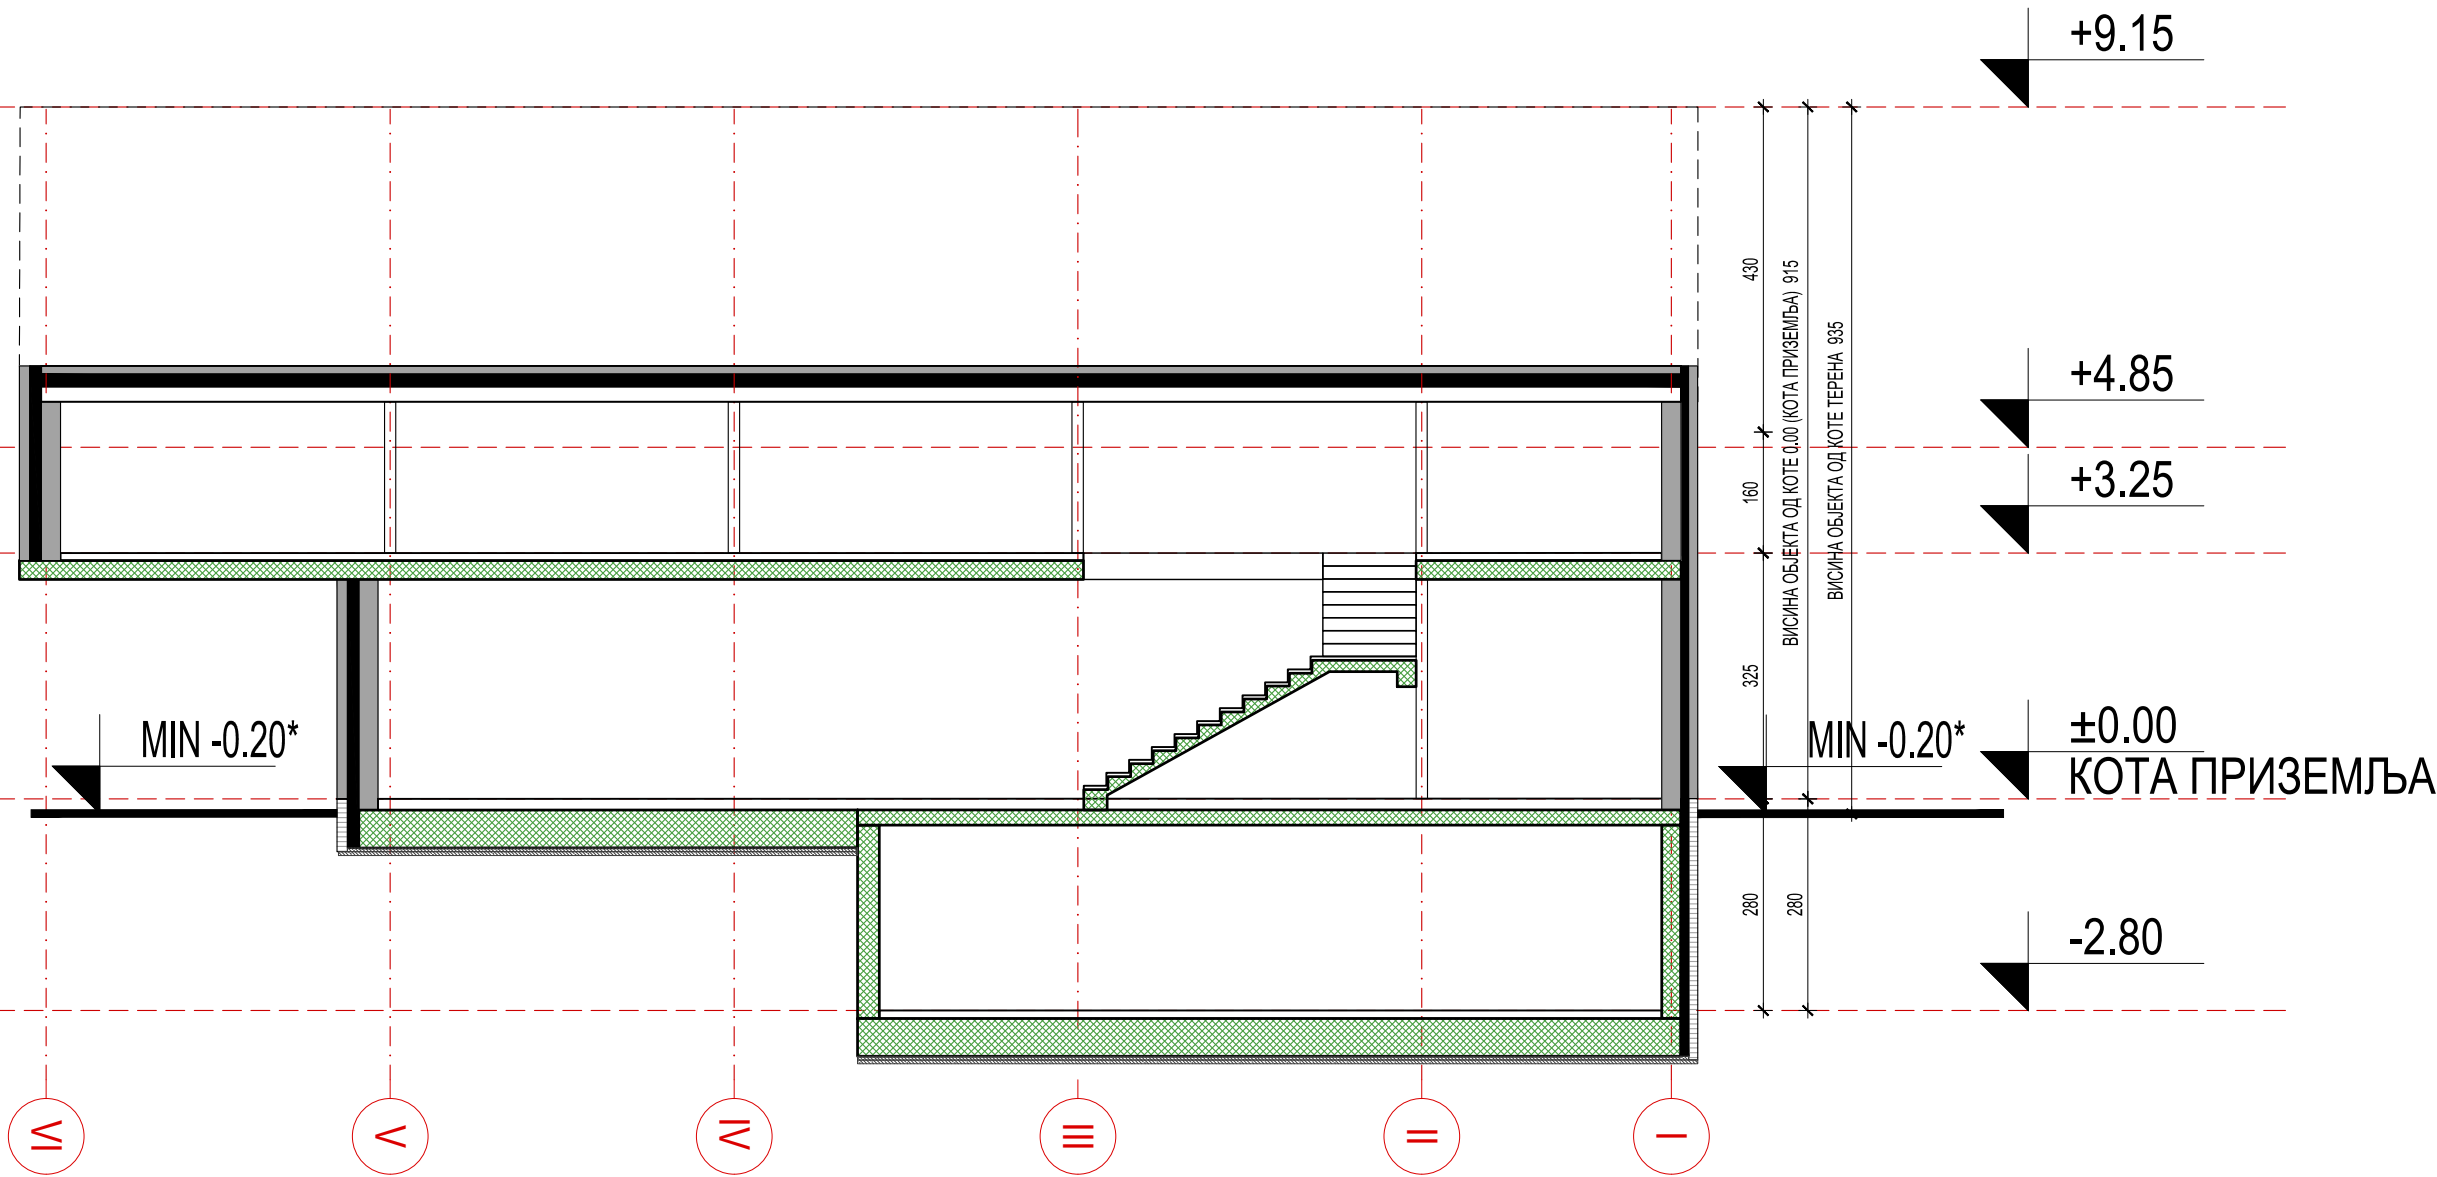 +9.15
430
ВИСИНА ОБЈЕКТА ОД КОТЕ 0.00 (КОТА ПРИЗЕМЉА) 915
ВИСИНА ОБЈЕКТА ОД КОТЕ ТЕРЕНА 935
+4.85
+3.25
160
325
MIN -0.20*
MIN -0.20*
±0.00
КОТА ПРИЗЕМЉА
280
280
-2.80
VI
V
IV
III
II
I